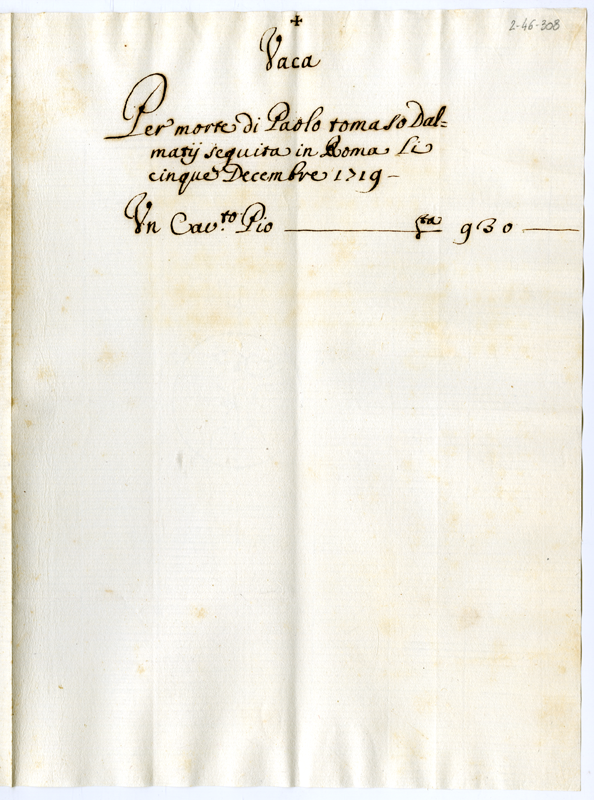 ✝
2-46-308
Vaca
Per morte di Paolo tomaso Dal=
matij seguita in Roma li
cinque Decembre 1719 –
Un Cav.to Pio — 930 —